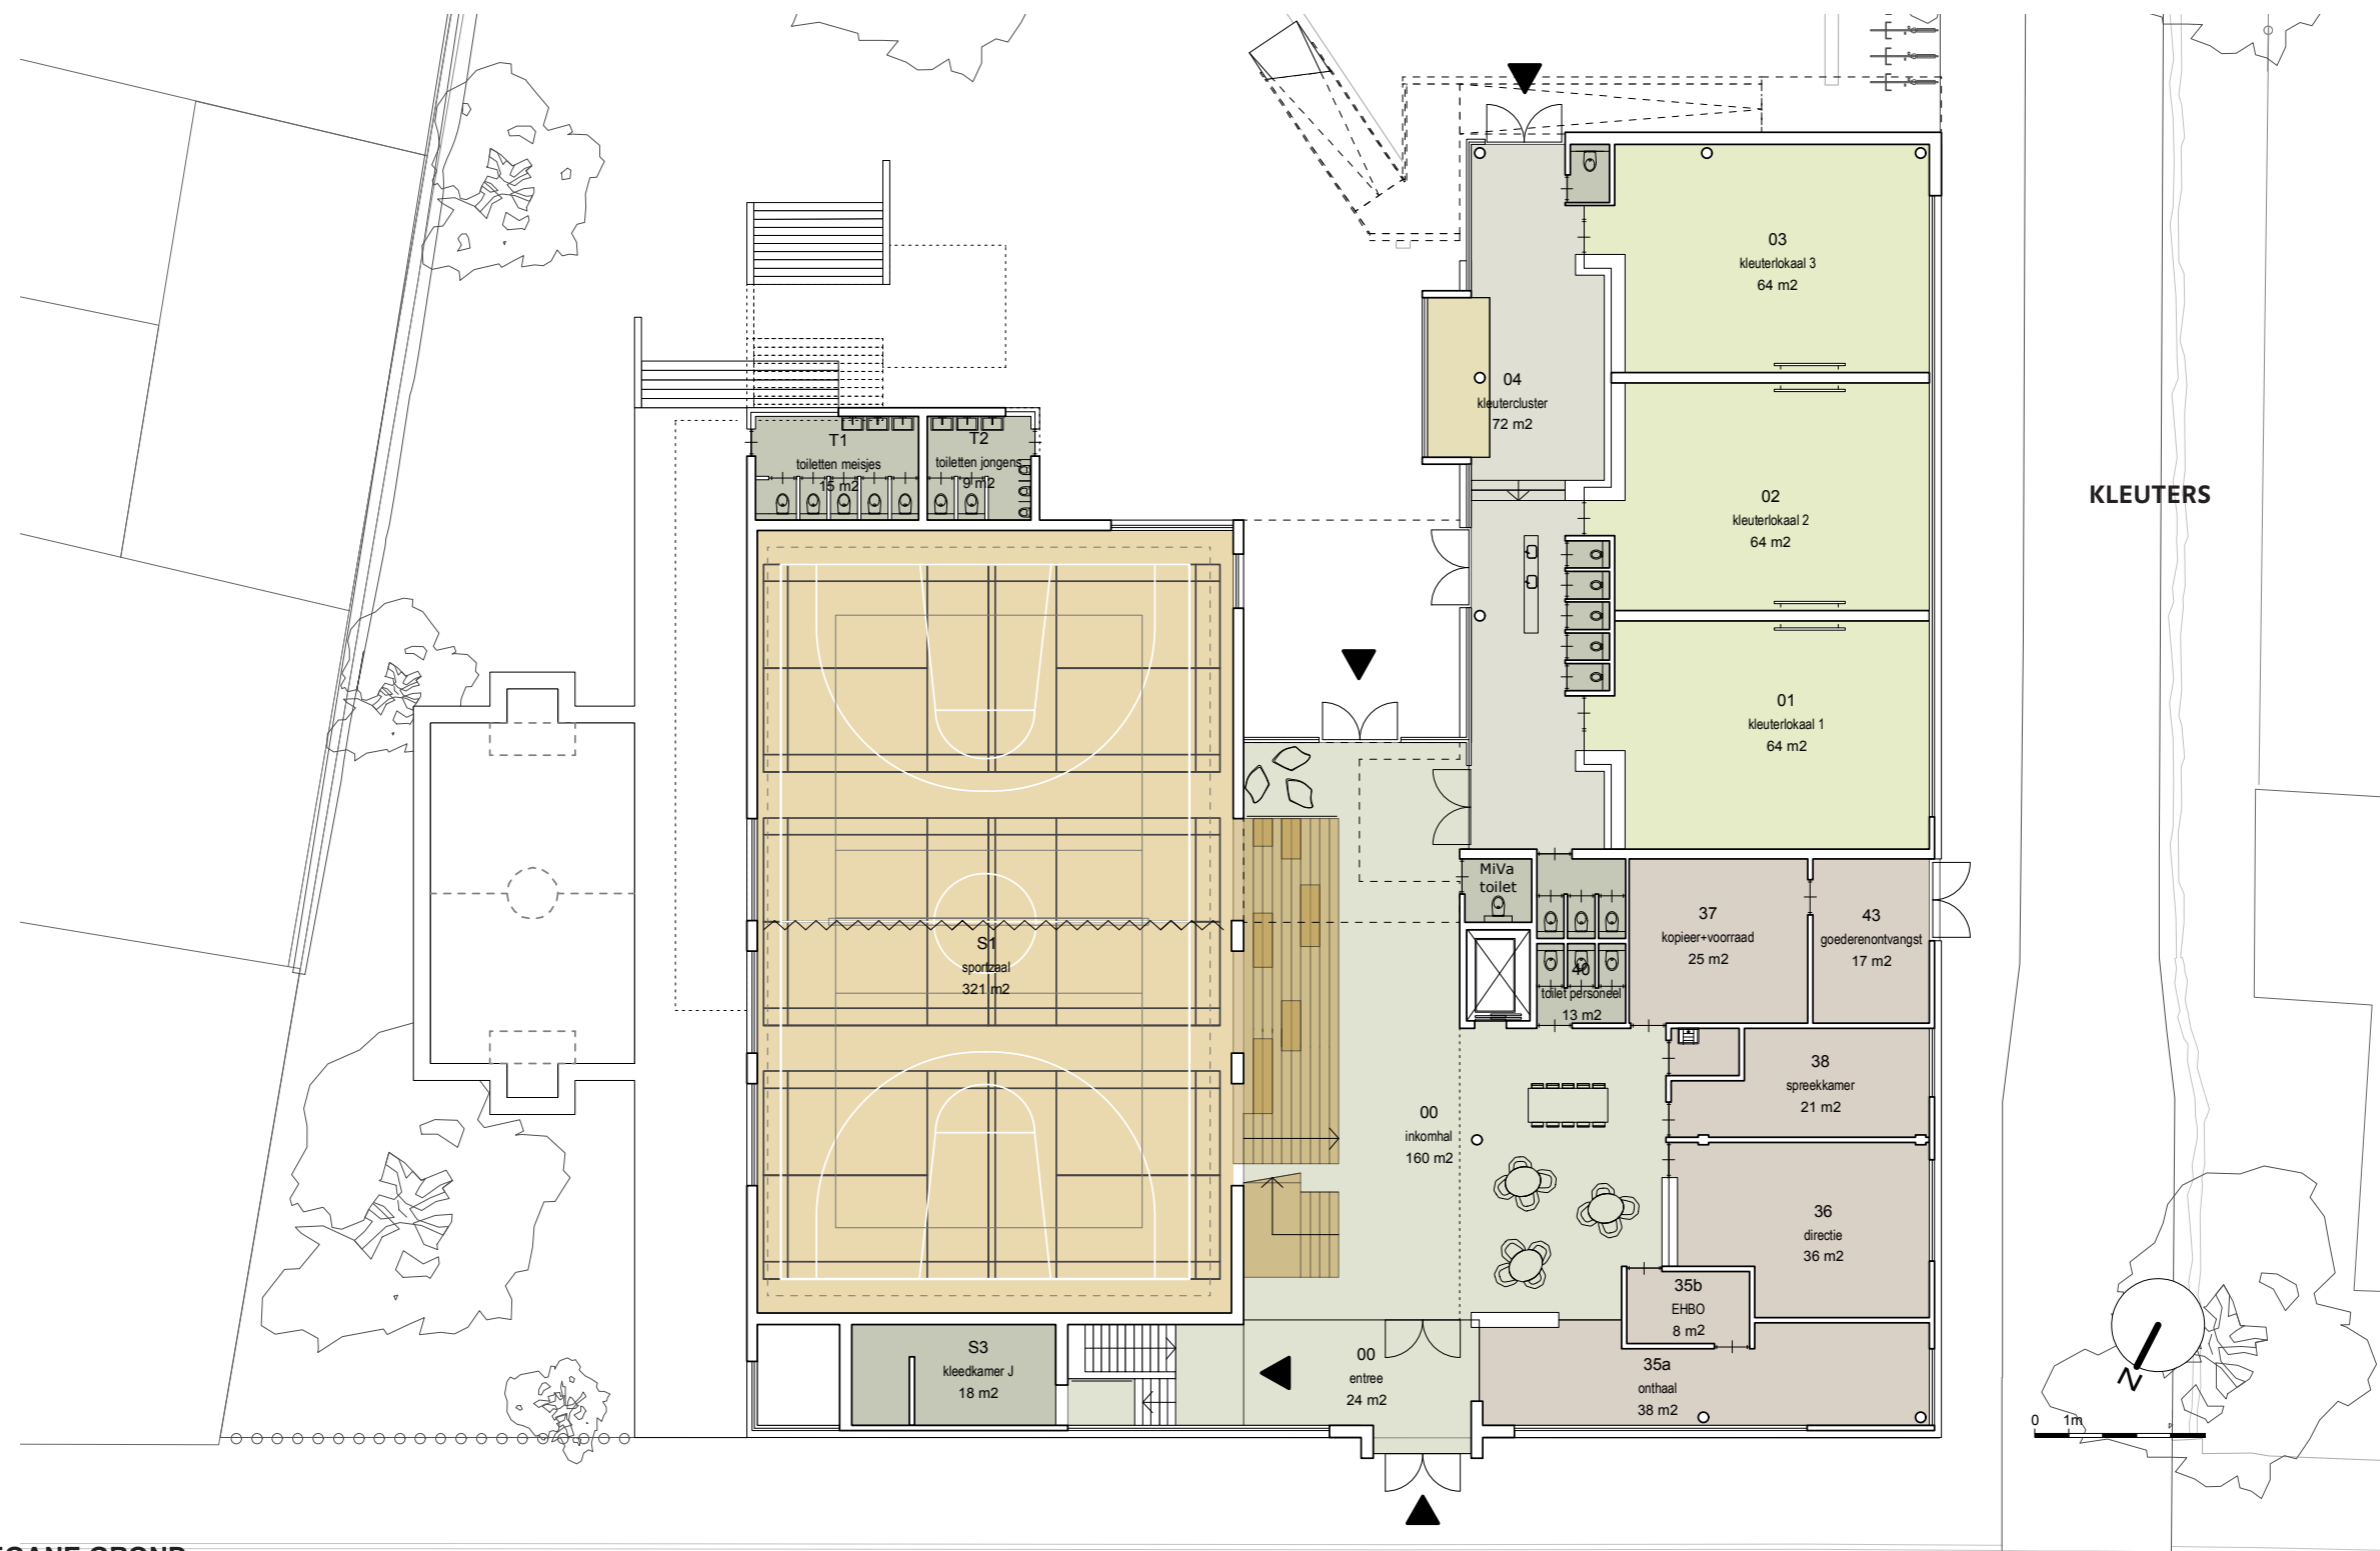 03
kleuterlokaal 3
64 m2
04
kleutercluster
72 m2
T1
toiletten meisjes
15 m2
T2
toiletten jongens
9 m2
02
kleuterlokaal 2
64 m2
KLEUTERS
01
kleuterlokaal 1
64 m2
MiVa
toilet
37
kopieer+voorraad
25 m2
43
goederenontvangst
17 m2
S1
sportzaal
321 m2
40
toilet personeel
13 m2
38
spreekkamer
21 m2
00
inkomhal
160 m2
36
directie
36 m2
35b
EHBO
8 m2
S3
kleedkamer J
18 m2
00
entree
24 m2
35a
onthaal
38 m2
N
0 1m